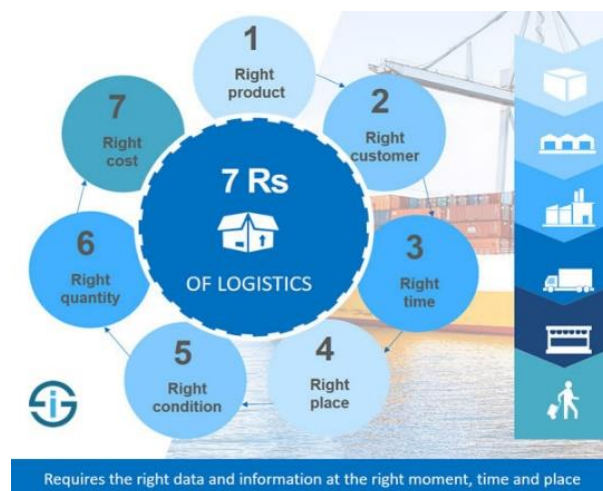 1
Right
product
2
Right
customer
3
Right
time
4
Right
place
5
Right
condition
6
Right
quantity
7
Right
cost
7 Rs
OF LOGISTICS
Requires the right data and information at the right moment, time and place